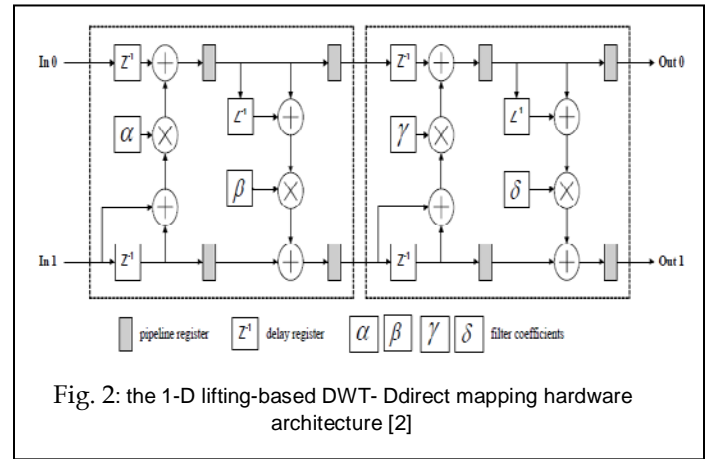 In 0 Z⁻¹ + + Z⁻¹ + + Out 0
α × Z⁻¹ + γ × Z⁻¹ +
β × δ ×
+ +
In 1 Z⁻¹ + Z⁻¹ + Out 1
pipeline register Z⁻¹ delay register α β γ δ filter coefficients
Fig. 2: the 1-D lifting-based DWT- Ddirect mapping hardware
architecture [2]